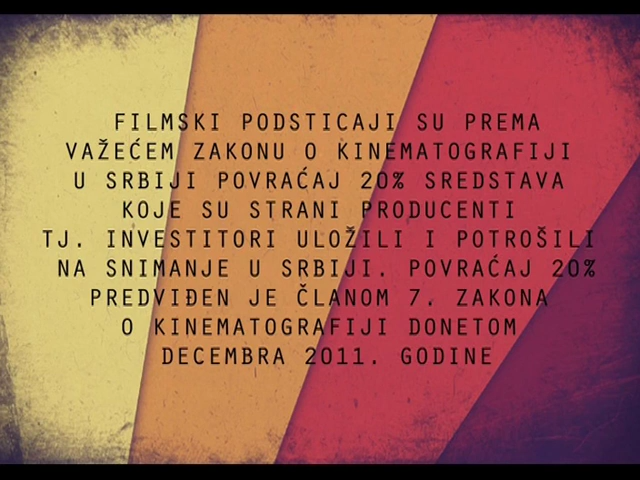 FILMSKI PODSTICAJI SU PREMA
VAŽEĆEM ZAKONU O KINEMATOGRAFIJI
U SRBIJI POVRAĆAJ 20% SREDSTAVA
KOJE SU STRANI PRODUCENTI
TJ. INVESTITORI ULOŽILI I POTROŠILI
NA SNIMANJE U SRBIJI. POVRAĆAJ 20%
PREDVIĐEN JE ČLANOM 7. ZAKONA
O KINEMATOGRAFIJI DONETOM
DECEMBRA 2011. GODINE